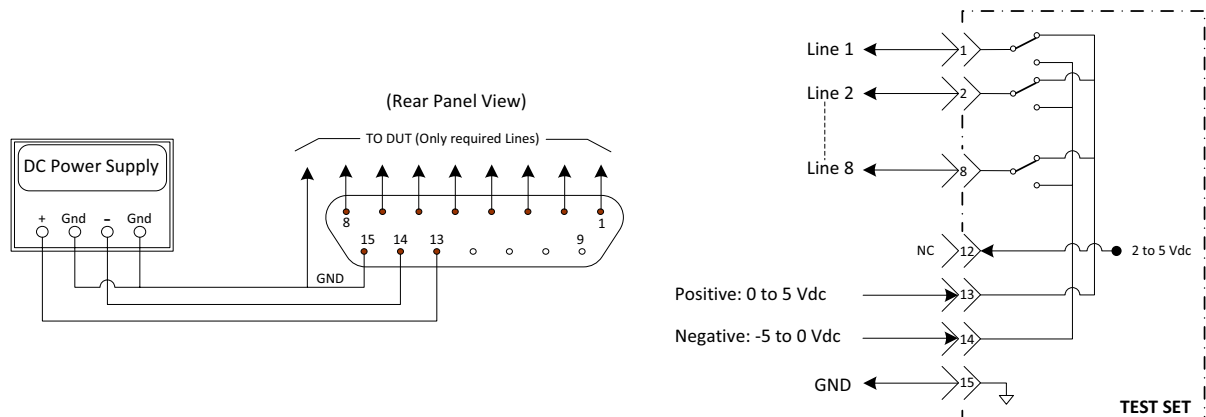 (Rear Panel View)
TO DUT (Only required Lines)
DC Power Supply
+ Gnd - Gnd
8 1
15 14 13 9
GND
Line 1 1
Line 2 2
Line 8 8
NC 12 2 to 5 Vdc
Positive: 0 to 5 Vdc 13
Negative: -5 to 0 Vdc 14
GND 15
TEST SET